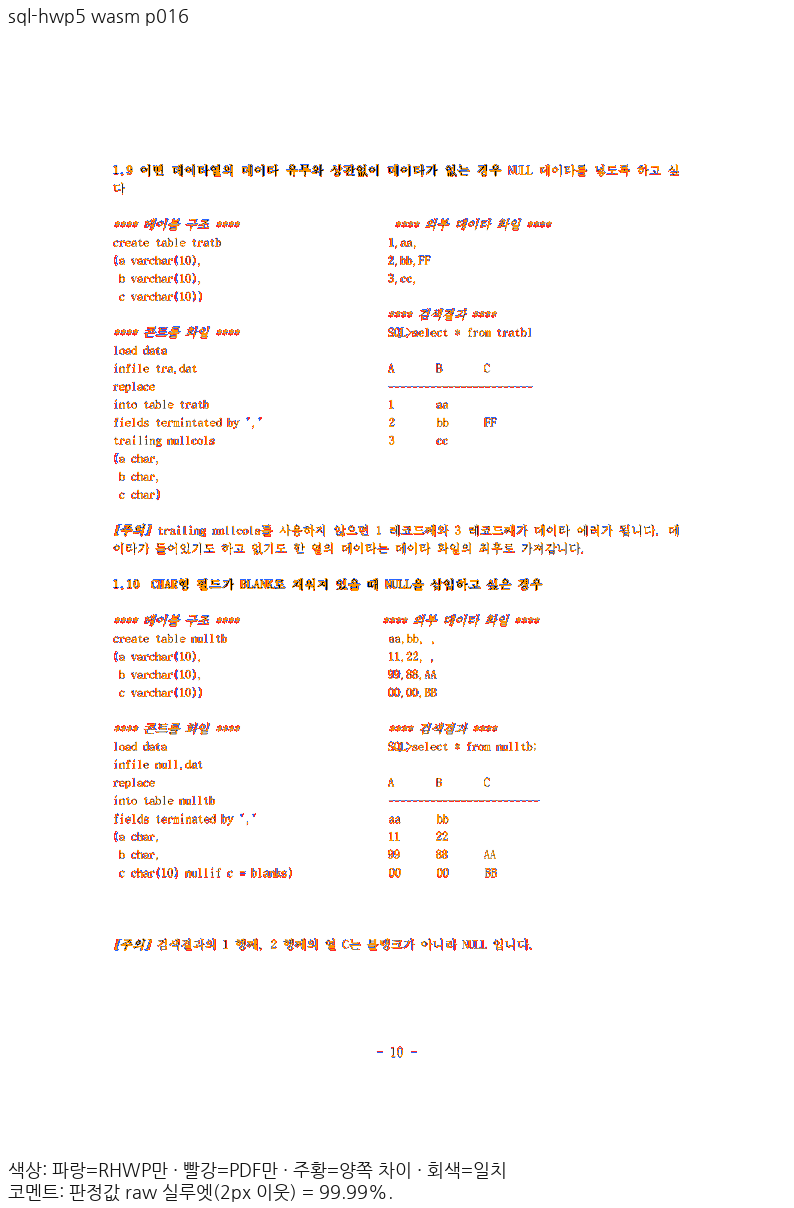 sql-hwp5 wasm p016
1.9 어떤 데이타열의 데이타 유무와 상관없이 데이타가 없는 경우 NULL 데이타를 넣도록 하고 싶
다
**** 테이블 구조 ****
create table tratb
(a varchar(10),
b varchar(10),
c varchar(10))
**** 외부 데이타 화일 ****
1,aa,
2,bb,FF
3,cc,
**** 콘트롤 화일 ****
load data
infile tra.dat
replace
into table tratb
fields termintated by ","
trailing nullcols
(a char,
b char,
c char)
**** 검색결과 ****
SQL>select * from tratbl
A B C
------------------------
1 aa
2 bb FF
3 cc
[주의] trailing nullcols를 사용하지 않으면 1 레코드째와 3 레코드째가 데이타 에러가 됩니다. 데
이타가 들어있기도 하고 없기도 한 열의 데이타는 데이타 화일의 최후로 가져갑니다.
1.10 CHAR형 필드가 BLANK로 채워져 있을 때 NULL을 삽입하고 싶은 경우
**** 테이블 구조 ****
create table nulltb
(a varchar(10),
b varchar(10),
c varchar(10))
**** 외부 데이타 화일 ****
aa,bb, ,
11,22, ,
99,88,AA
00,00,BB
**** 콘트롤 화일 ****
load data
infile null.dat
replace
into table nulltb
fields terminated by ","
(a char,
b char,
c char(10) nullif c = blanks)
**** 검색결과 ****
SQL>select * from nulltb;
A B C
-------------------------
aa bb
11 22
99 88 AA
00 00 BB
[주의] 검색결과의 1 행째, 2 행째의 열 C는 블랭크가 아니라 NULL 입니다.
- 10 -
색상: 파랑=RHWP만 · 빨강=PDF만 · 주황=양쪽 차이 · 회색=일치
코멘트: 판정값 raw 실루엣(2px 이웃) = 99.99%.